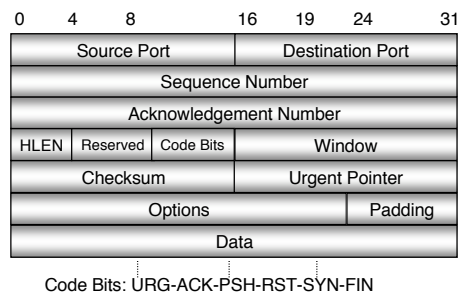 0 4 8 16 19 24 31
Source Port Destination Port
Sequence Number
Acknowledgement Number
HLEN Reserved Code Bits Window
Checksum Urgent Pointer
Options Padding
Data
Code Bits: URG-ACK-PSH-RST-SYN-FIN